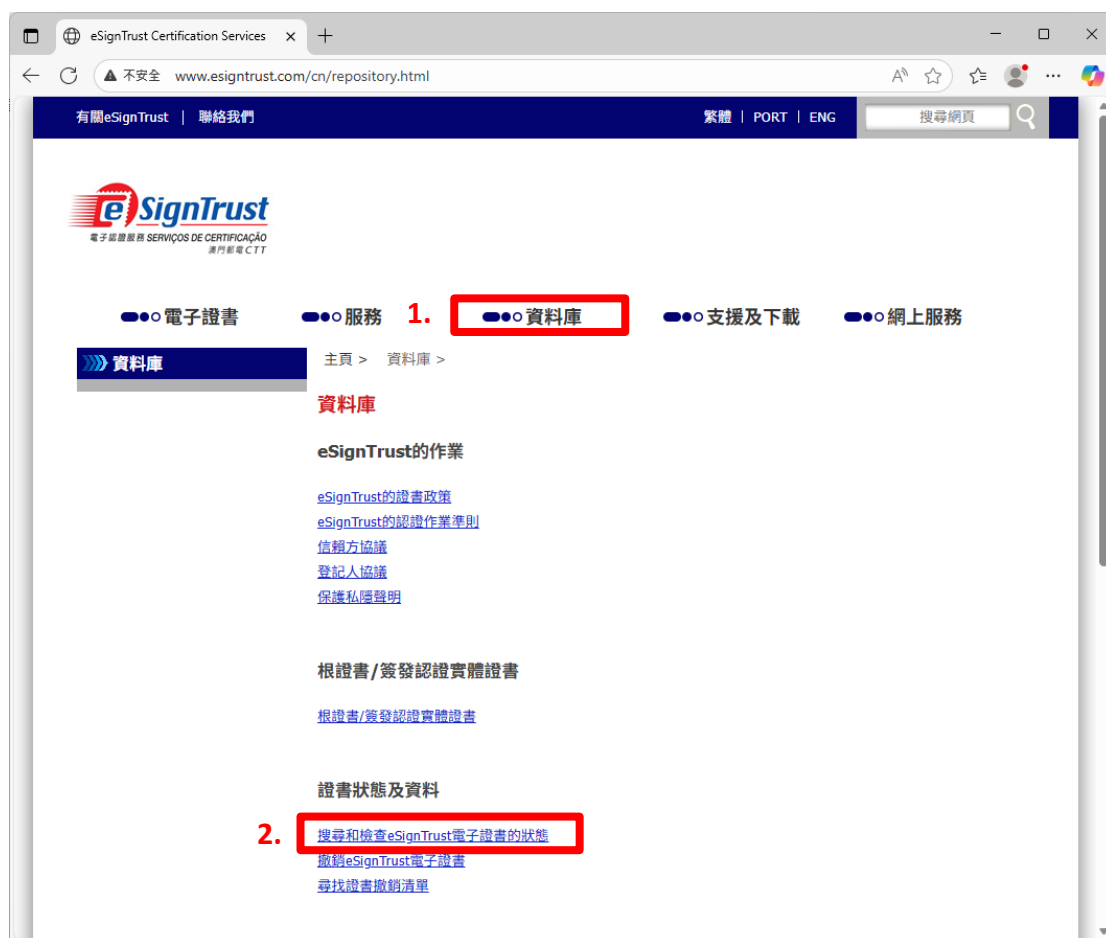 eSignTrust Certification Services
不安全 www.esigntrust.com/cn/repository.html
有關eSignTrust | 聯絡我們 繁體 | PORT | ENG 搜尋網頁
eSignTrust
電子認證服務 SERVIÇOS DE CERTIFICAÇÃO
澳門郵電CTT
電子證書 服務 1. 資料庫 支援及下載 網上服務
資料庫 主頁 > 資料庫 >
資料庫
eSignTrust的作業
eSignTrust的證書政策
eSignTrust的認證作業準則
信賴方協議
登記人協議
保護私隱聲明
根證書/簽發認證實體證書
根證書/簽發認證實體證書
證書狀態及資料
2. 搜尋和檢查eSignTrust電子證書的狀態
撤銷eSignTrust電子證書
尋找證書撤銷清單